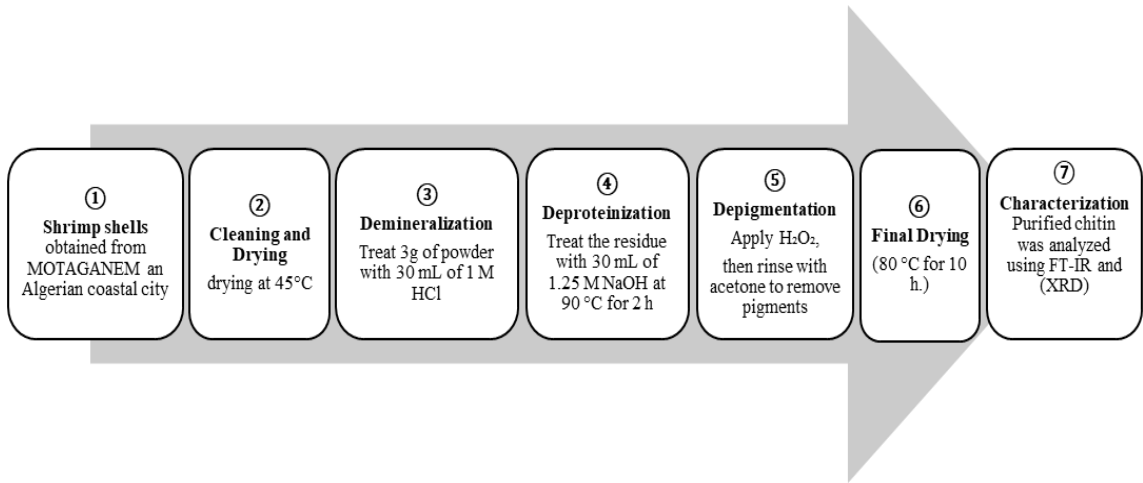 ①
Shrimp shells
obtained from
MOTAGANEM an
Algerian coastal city
②
Cleaning and
Drying
drying at 45°C
③
Demineralization
Treat 3g of powder
with 30 mL of 1 M
HCl
④
Deproteinization
Treat the residue
with 30 mL of
1.25 M NaOH at
90 °C for 2 h
⑤
Depigmentation
Apply H₂O₂,
then rinse with
acetone to remove
pigments
⑥
Final Drying
(80 °C for 10
h.)
⑦
Characterization
Purified chitin
was analyzed
using FT-IR and
(XRD)